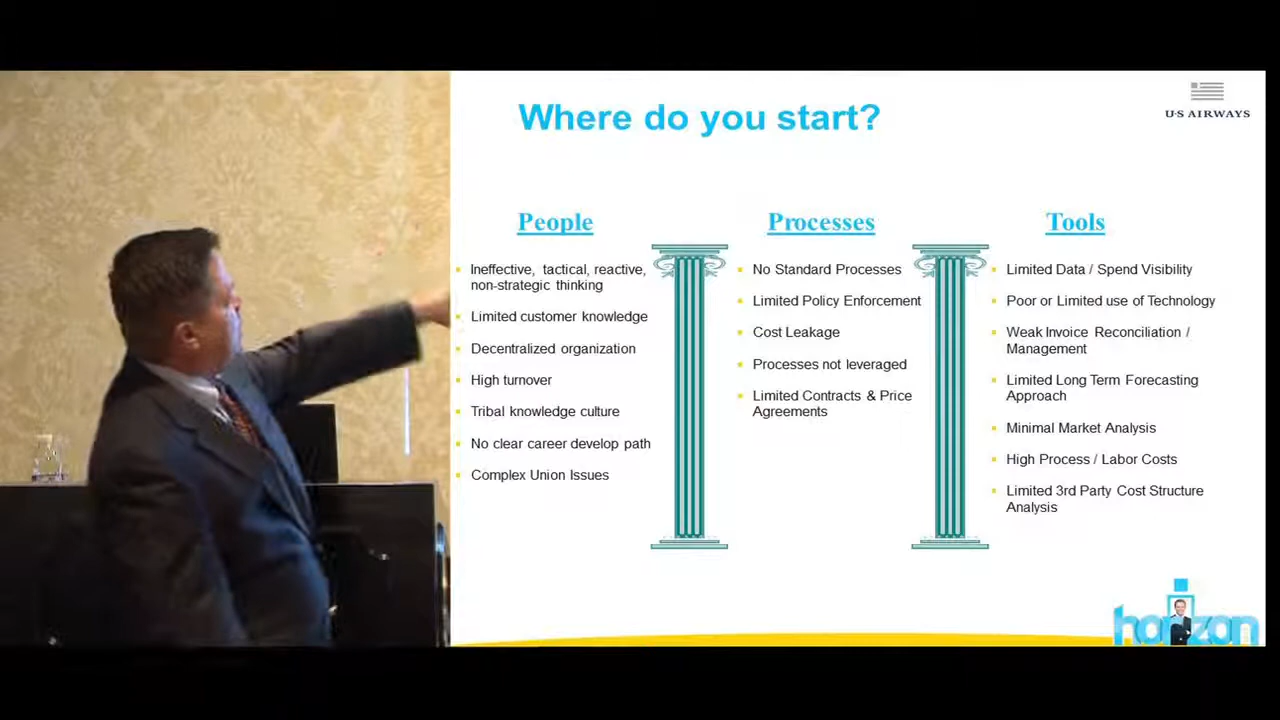 Where do you start?
U·S AIRWAYS
People
Ineffective, tactical, reactive,
non-strategic thinking
Limited customer knowledge
Decentralized organization
High turnover
Tribal knowledge culture
No clear career develop path
Complex Union Issues
Processes
No Standard Processes
Limited Policy Enforcement
Cost Leakage
Processes not leveraged
Limited Contracts & Price
Agreements
Tools
Limited Data / Spend Visibility
Poor or Limited use of Technology
Weak Invoice Reconciliation /
Management
Limited Long Term Forecasting
Approach
Minimal Market Analysis
High Process / Labor Costs
Limited 3rd Party Cost Structure
Analysis
horizon